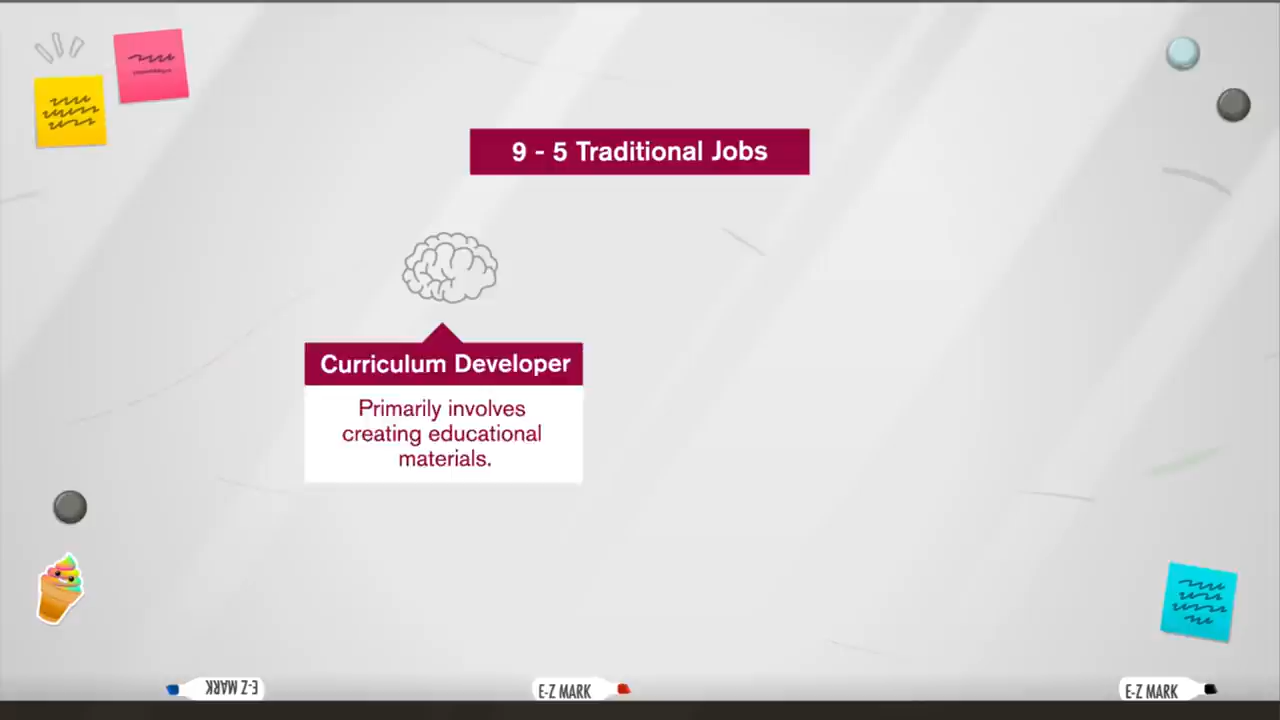 9 - 5 Traditional Jobs
Curriculum Developer
Primarily involves
creating educational
materials.
E-Z MARK
E-Z MARK
E-Z MARK